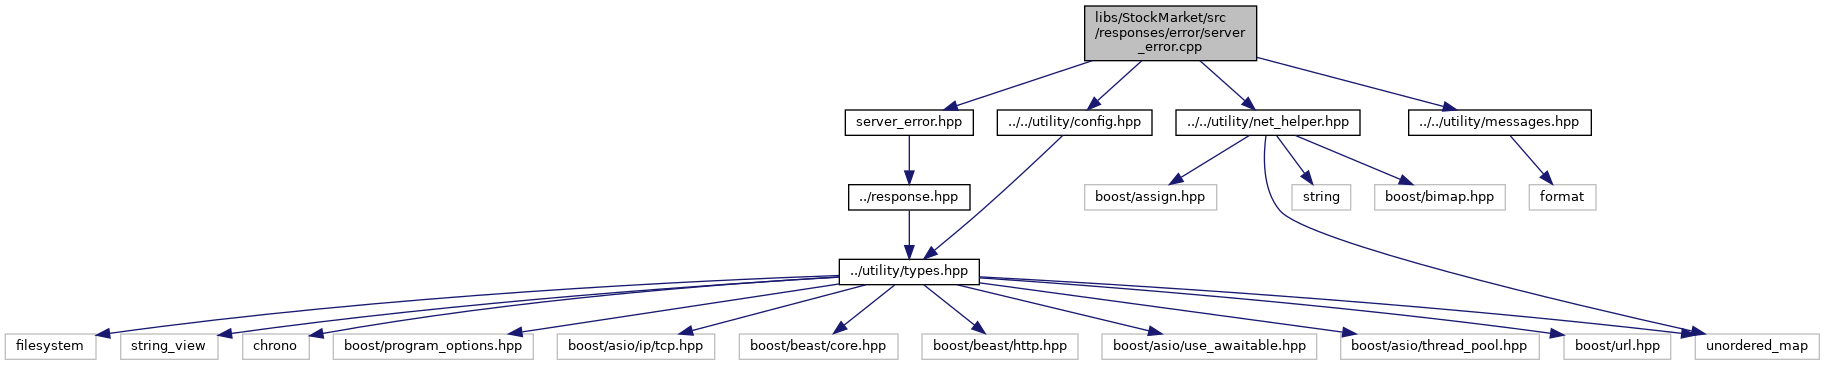 libs/StockMarket/src
/responses/error/server
_error.cpp
server_error.hpp
../../utility/config.hpp
../../utility/net_helper.hpp
../../utility/messages.hpp
../response.hpp
boost/assign.hpp
string
boost/bimap.hpp
format
../utility/types.hpp
filesystem
string_view
chrono
boost/program_options.hpp
boost/asio/ip/tcp.hpp
boost/beast/core.hpp
boost/beast/http.hpp
boost/asio/use_awaitable.hpp
boost/asio/thread_pool.hpp
boost/url.hpp
unordered_map